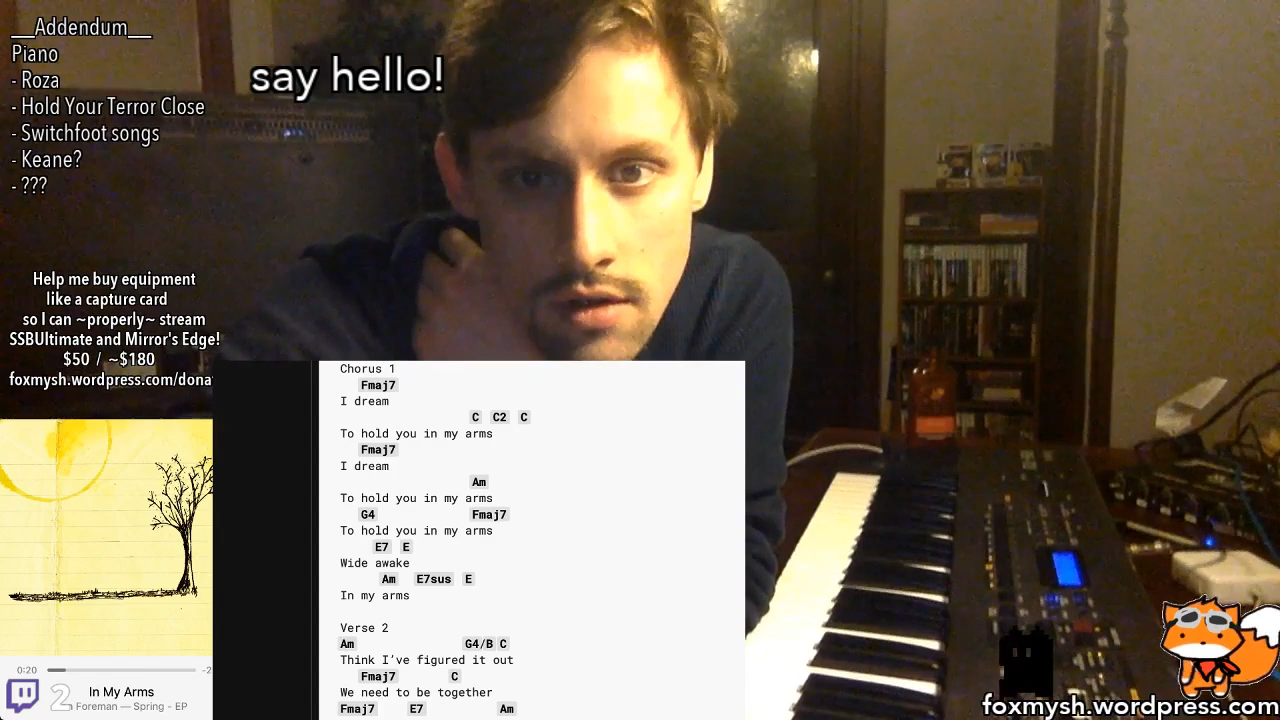 __Addendum__
Piano
- Roza
- Hold Your Terror Close
- Switchfoot songs
- Keane?
- ???
say hello!
Help me buy equipment
like a capture card
so I can ~properly~ stream
SSBUltimate and Mirror's Edge!
$50 / ~$180
foxmysh.wordpress.com/dona
Chorus 1
Fmaj7
I dream
C C2 C
To hold you in my arms
Fmaj7
I dream
Am
To hold you in my arms
G4 Fmaj7
To hold you in my arms
E7 E
Wide awake
Am E7sus E
In my arms
Verse 2
Am G4/B C
Think I've figured it out
Fmaj7 C
We need to be together
Fmaj7 E7 Am
0:20 -2
2
In My Arms
Foreman — Spring - EP
foxmysh.wordpress.com